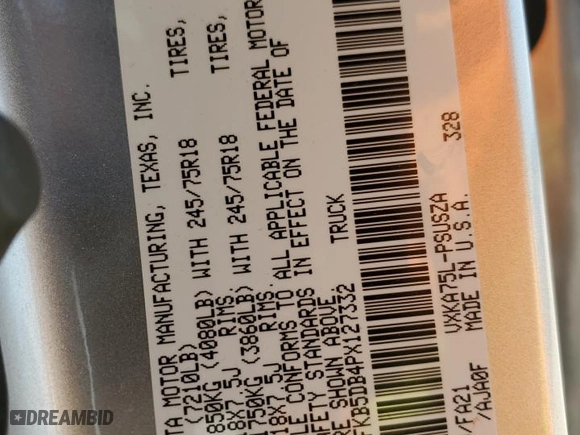 TA MOTOR MANUFACTURING, TEXAS, INC.
(7210LB)
850KG (4080LB) WITH 245/75R18 TIRES,
18X7.5J RIMS,
1750KG (3860LB) WITH 245/75R18 TIRES,
18X7.5J RIMS.
LE CONFORMS TO ALL APPLICABLE FEDERAL MOTOR
AFETY STANDARDS IN EFFECT ON THE DATE OF
RE SHOWN ABOVE.
FKB5DB4PX127332 TRUCK
/FA21 VXKA75L-PSUSZA 328
/AJA0F MADE IN U.S.A.
DREAMBID